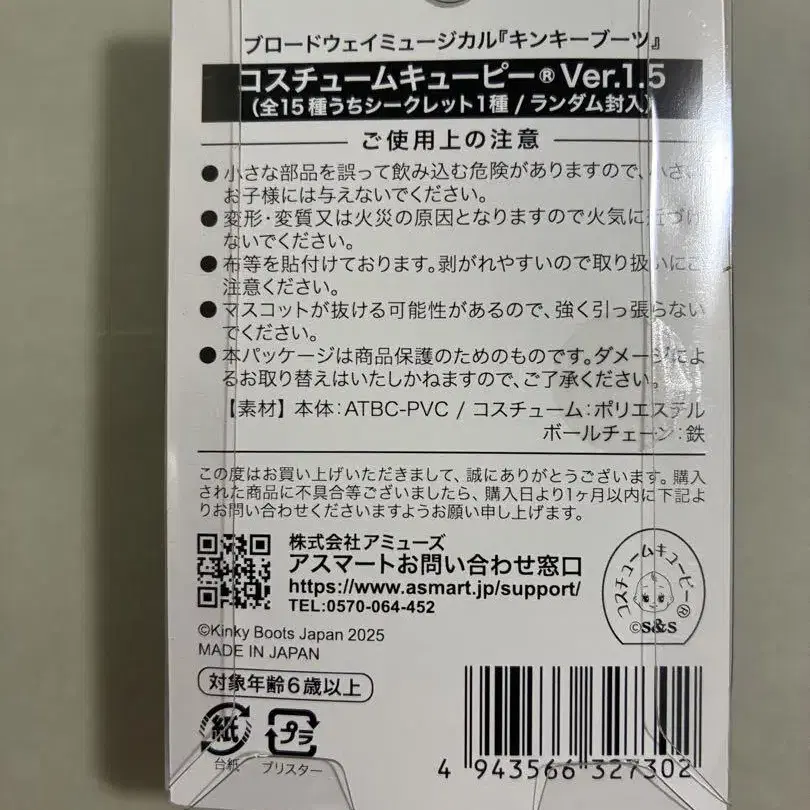 ブロードウェイミュージカル『キンキーブーツ』
コスチュームキューピー® Ver.1.5
(全15種うちシークレット1種 / ランダム封入)
ご使用上の注意
● 小さな部品を誤って飲み込む危険がありますので、小さな
お子様には与えないでください。
● 変形・変質又は火災の原因となりますので火気に近づけ
ないでください。
● 布等を貼付けております。剥がれやすいので取り扱いにご
注意ください。
● マスコットが抜ける可能性があるので、強く引っ張らない
でください。
● 本パッケージは商品保護のためのものです。ダメージによ
るお取り替えはいたしかねますので、ご了承ください。
【素材】本体:ATBC-PVC / コスチューム:ポリエステル
ボールチェーン:鉄
この度はお買い上げいただきまして、誠にありがとうございます。購入
された商品に不具合等ございましたら、購入日より1ヶ月以内に下記よ
りお問い合わせくださいますようお願い申し上げます。
株式会社アミューズ
アスマートお問い合わせ窓口
https://www.asmart.jp/support/
TEL:0570-064-452
コスチュームキューピー®
©S&S
©Kinky Boots Japan 2025
MADE IN JAPAN
対象年齢6歳以上
紙
台紙
プラ
ブリスター
4 943566 327302